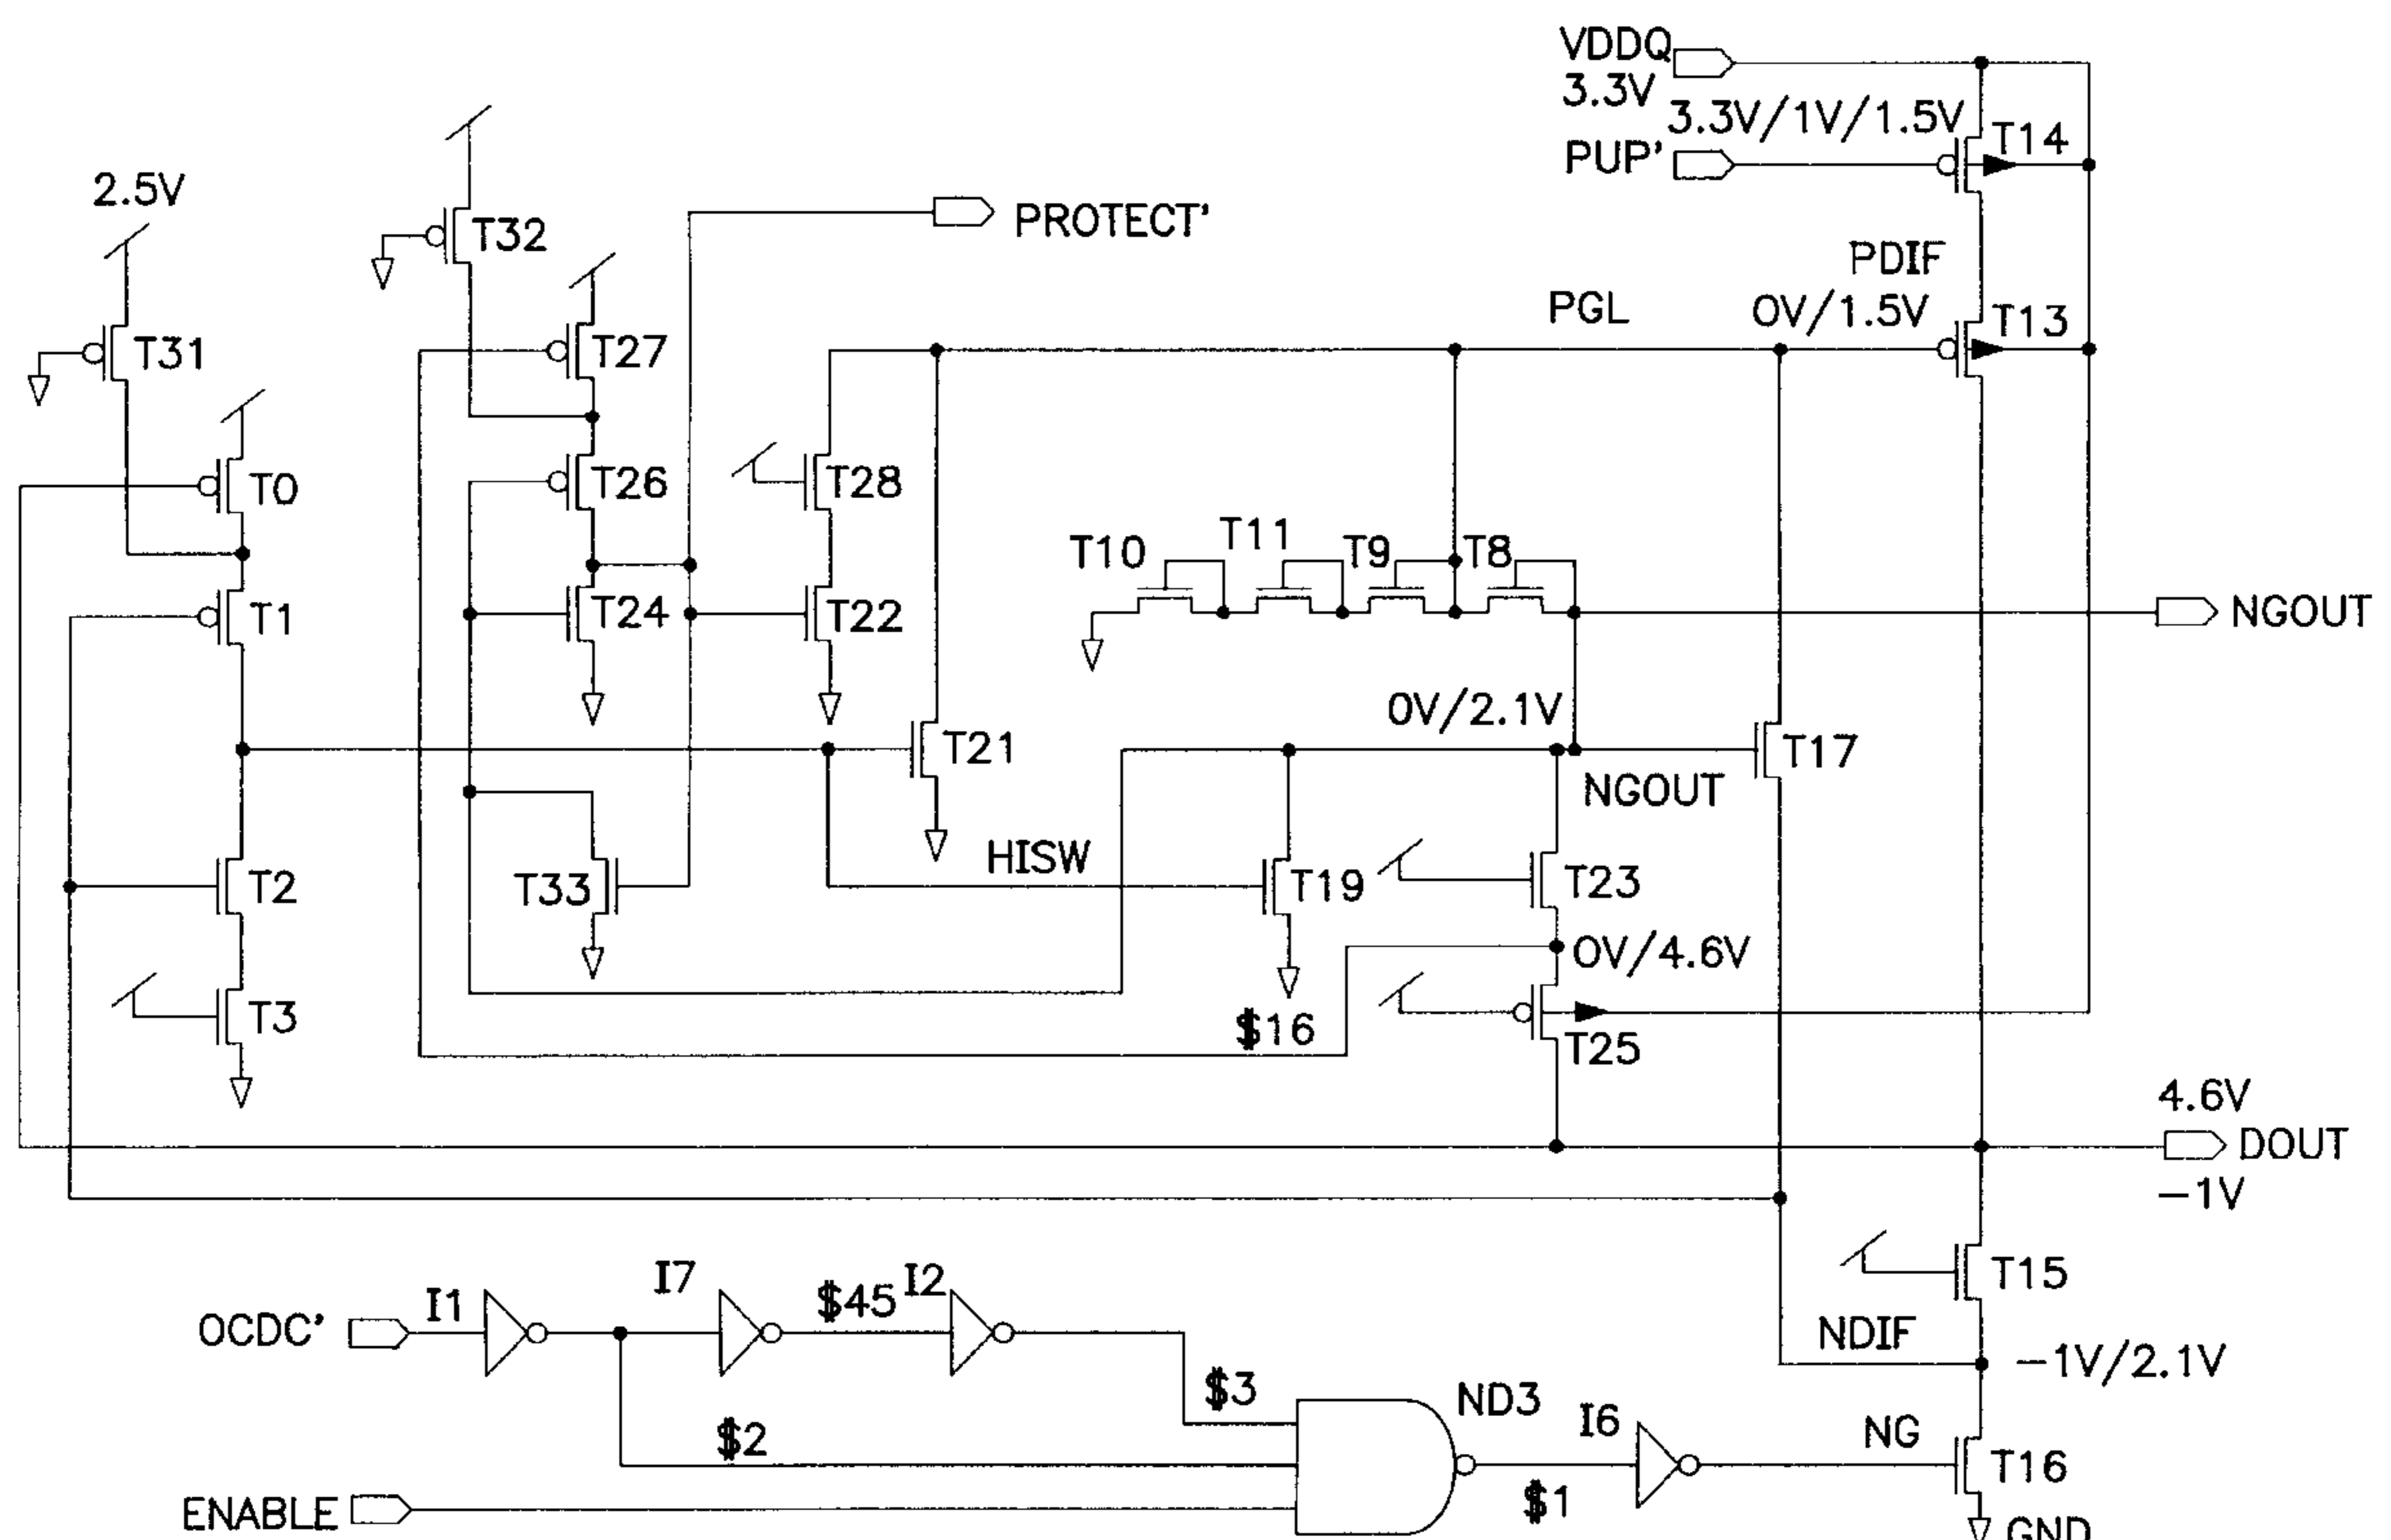 VDDQ
3.3V
3.3V/1V/1.5V
PUP'
T14
2.5V
T32
PROTECT'
PDIF
PGL
0V/1.5V
T13
T31
T27
T0
T26
T28
T10
T11
T9
T8
T1
T24
T22
NGOUT
0V/2.1V
T21
T17
NGOUT
HISW
T2
T33
T19
T23
0V/4.6V
T3
$16
T25
4.6V
DOUT
-1V
I1
I7
$45
I2
T15
OCDC'
NDIF
-1V/2.1V
$3
ND3
$2
I6
NG
T16
$1
ENABLE
GND